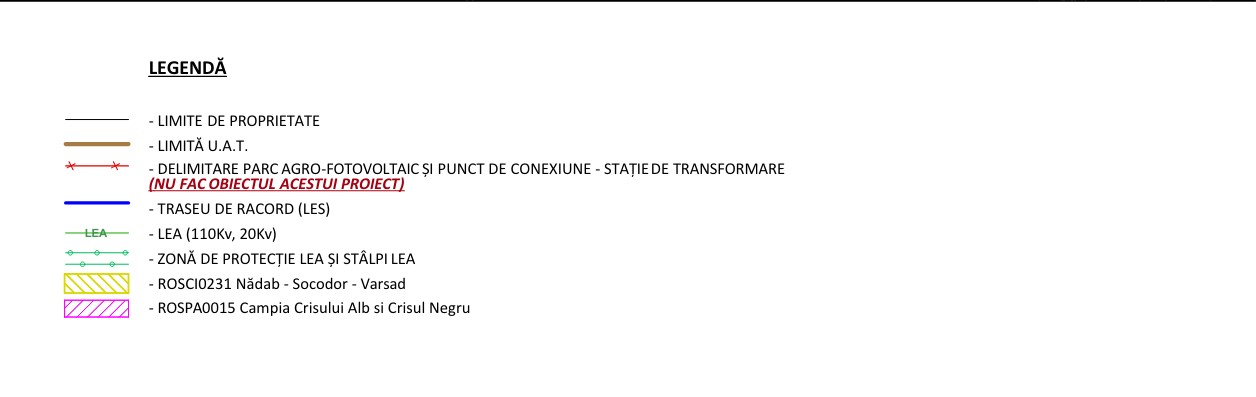 LEGENDĂ
- LIMITE DE PROPRIETATE
- LIMITĂ U.A.T.
- DELIMITARE PARC AGRO-FOTOVOLTAIC ȘI PUNCT DE CONEXIUNE - STAȚIE DE TRANSFORMARE
(NU FAC OBIECTUL ACESTUI PROIECT)
- TRASEU DE RACORD (LES)
LEA - LEA (110Kv, 20Kv)
- ZONĂ DE PROTECȚIE LEA ȘI STÂLPI LEA
- ROSCI0231 Nădab - Socodor - Varsad
- ROSPA0015 Campia Crisului Alb si Crisul Negru